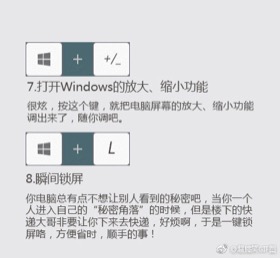 + +/_
7.打开Windows的放大、缩小功能
很炫，按这个键，就把电脑屏幕的放大、缩小功能
调出来了，随你调吧。
+ L
8.瞬间锁屏
你电脑总有点不想让别人看到的秘密吧，当你一个
人进入自己的“秘密角落”的时候，但是楼下的快
递大哥非要让你下来去快递，好烦啊，于是一键锁
屏咯，方便省时，顺手的事！